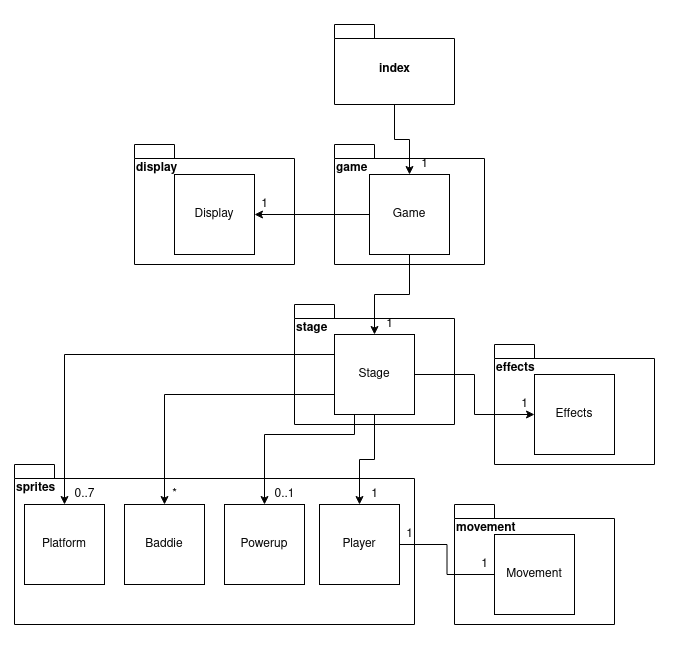 index
display
game
1
Display
1
Game
stage
1
Stage
effects
1
Effects
sprites
0..7
*
0..1
1
Platform
Baddie
Powerup
Player
1
movement
1
Movement